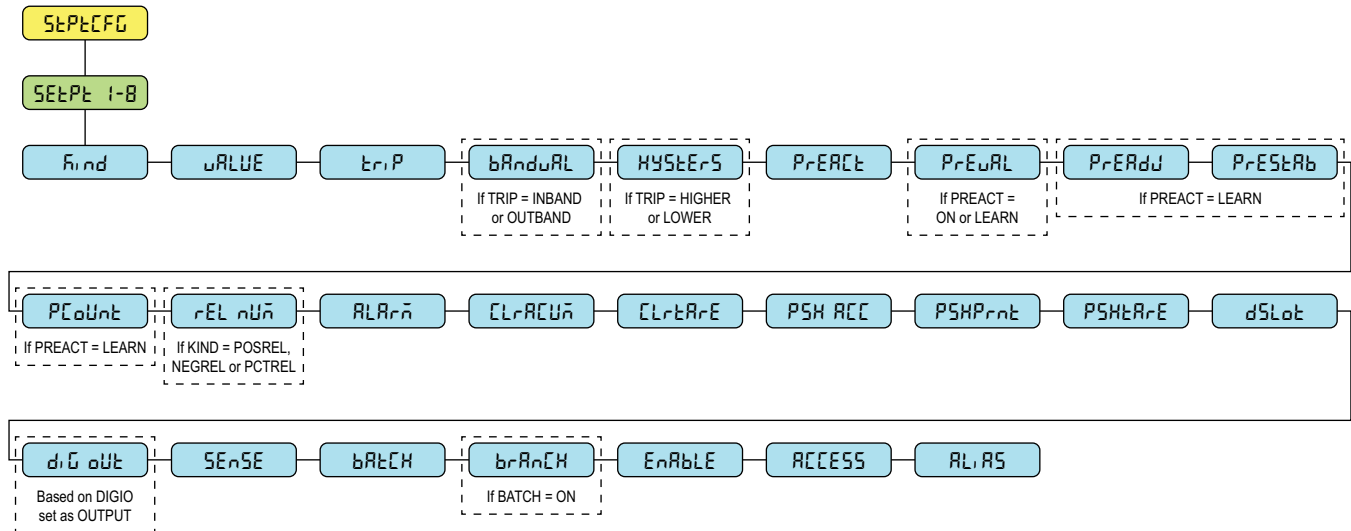 StPtCFG
SEtPt 1-8
Kind
vALUE
triP
bAndvAL
HYStErS
PrEACt
PrEvAL
PrEAdJ
PrEStAb
If TRIP = INBAND
or OUTBAND
If TRIP = HIGHER
or LOWER
If PREACT =
ON or LEARN
If PREACT = LEARN
PCoUnt
rEL nUM
ALArM
CLrACUM
CLrtArE
PSH ACC
PSHPrnt
PSHtArE
dSLot
If PREACT = LEARN
If KIND = POSREL,
NEGREL or PCTREL
diG oUt
SEnSE
bAtCH
brAnCH
EnAbLE
ACCESS
ALiAS
Based on DIGIO
set as OUTPUT
If BATCH = ON